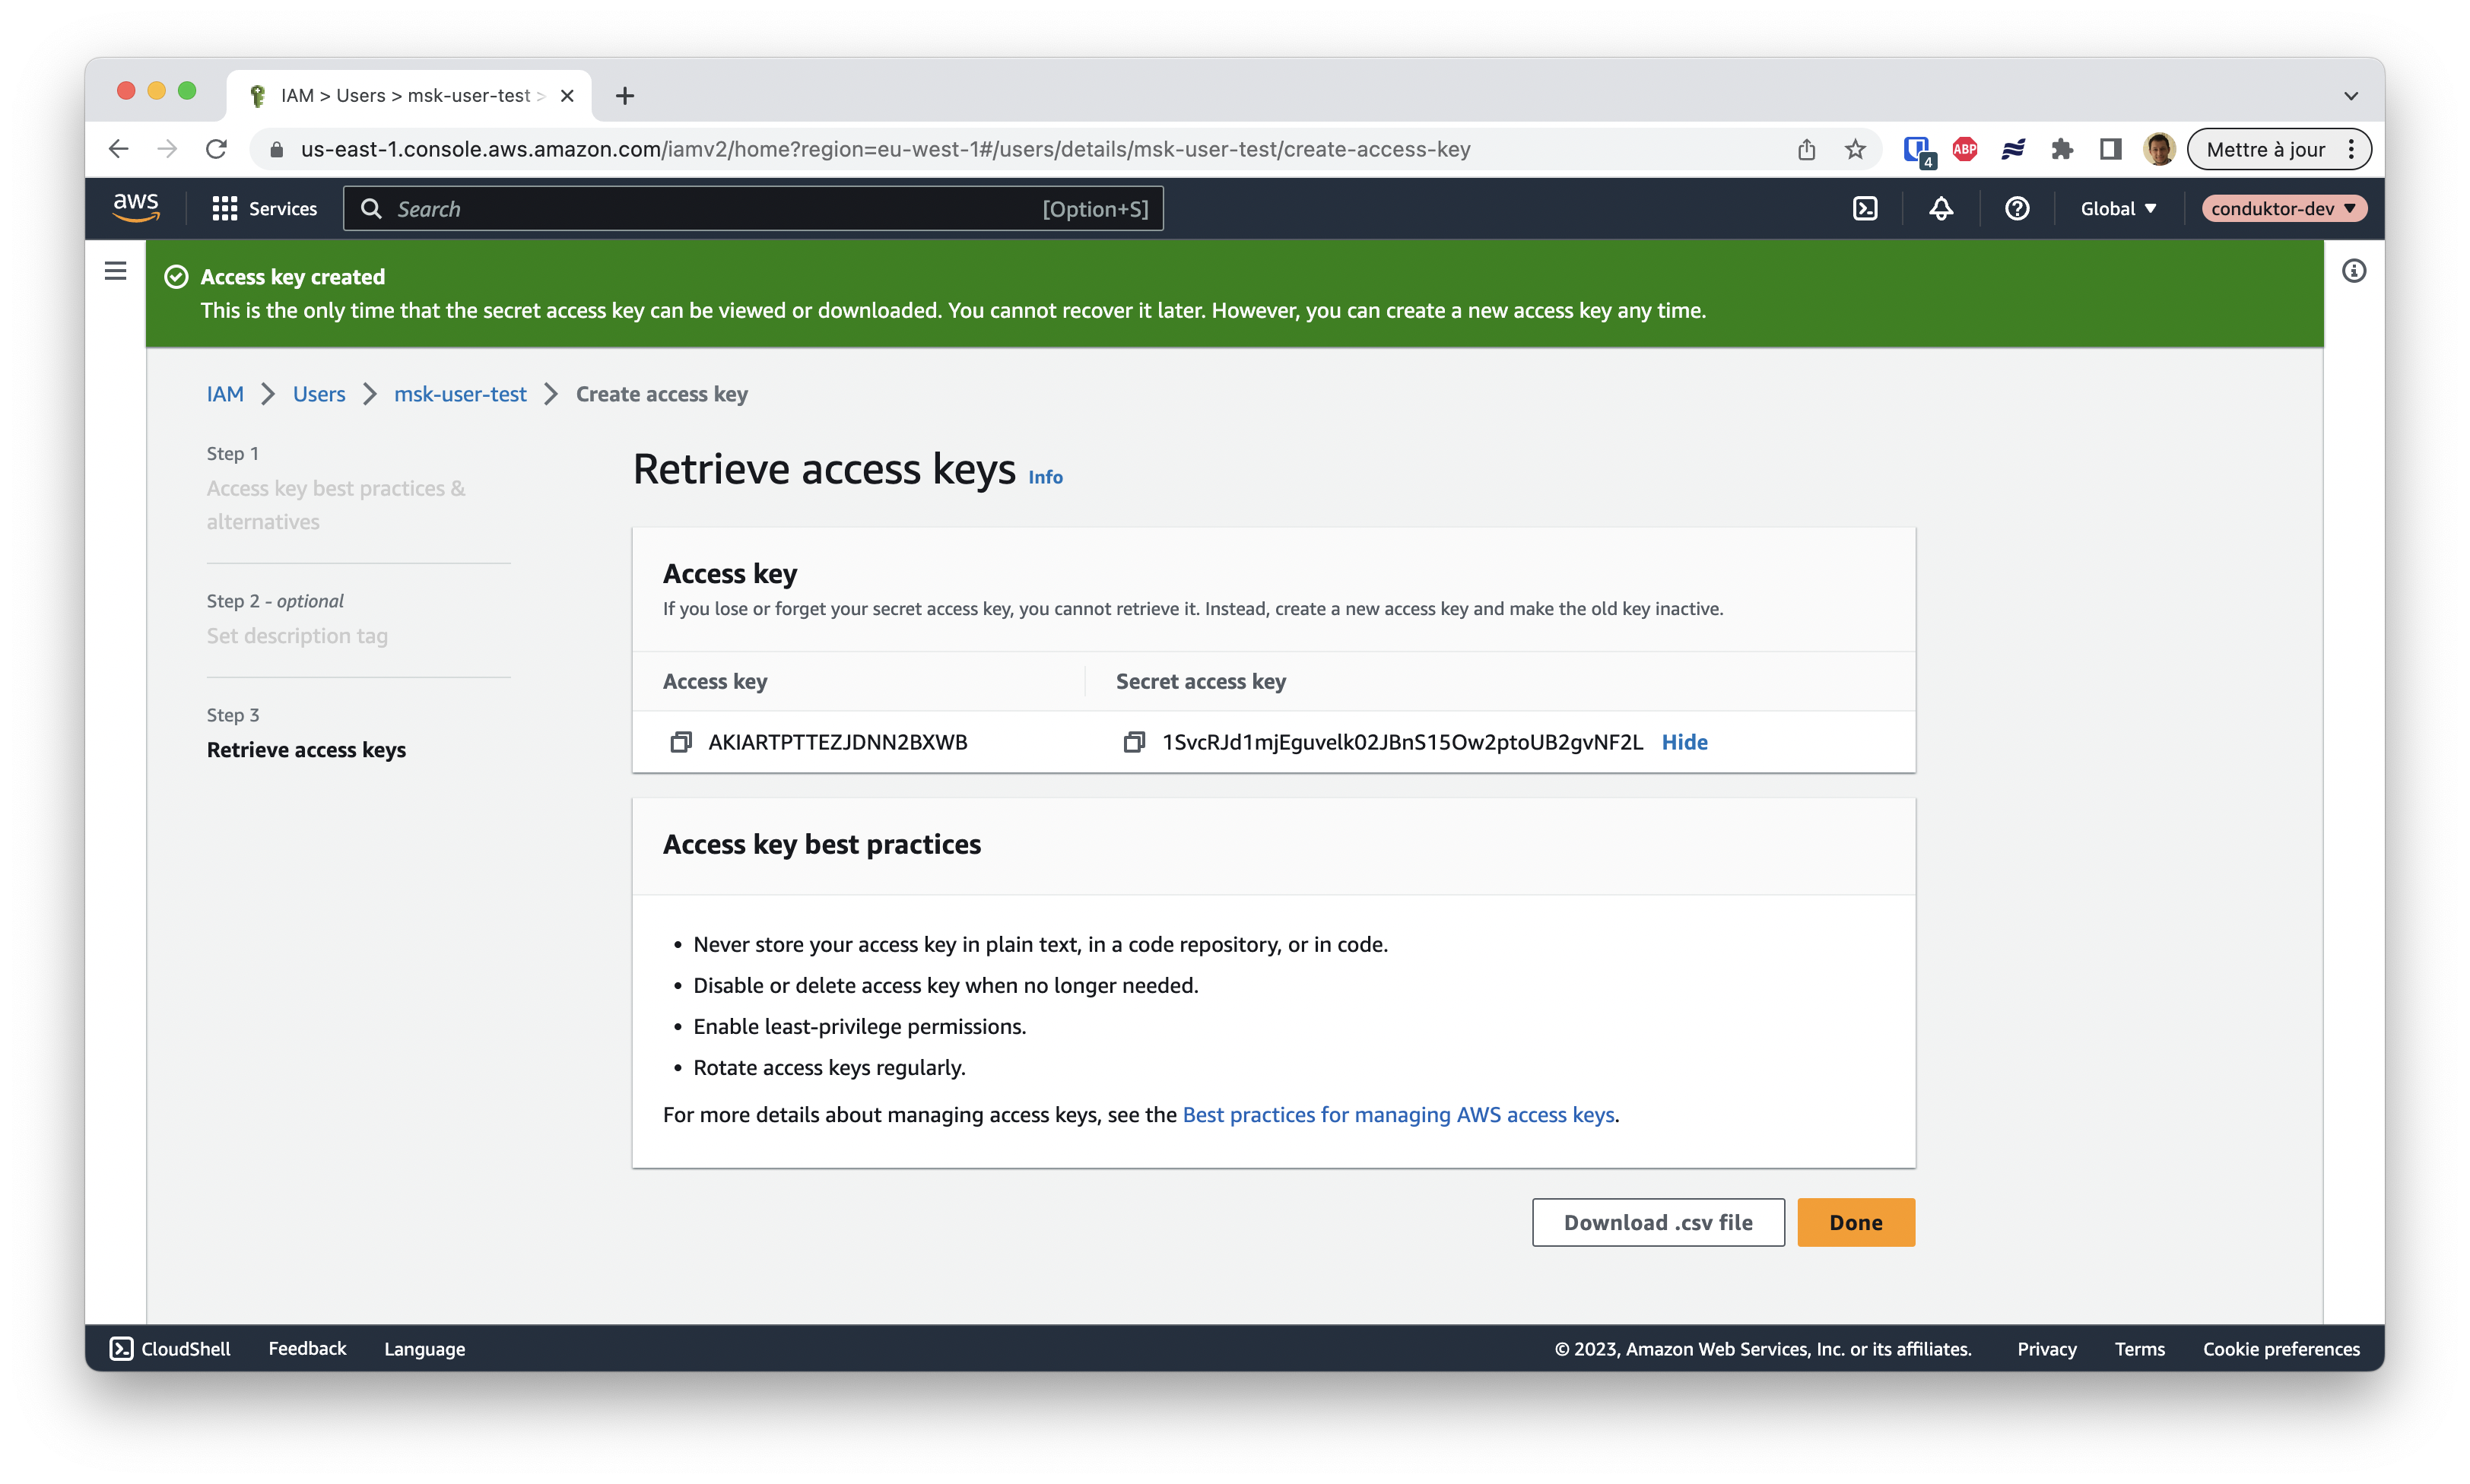 IAM > Users > msk-user-test >
us-east-1.console.aws.amazon.com/iamv2/home?region=eu-west-1#/users/details/msk-user-test/create-access-key
4
ABP
Mettre à jour
aws
Services
Search
[Option+S]
Global
conduktor-dev
Access key created
This is the only time that the secret access key can be viewed or downloaded. You cannot recover it later. However, you can create a new access key any time.
IAM > Users > msk-user-test > Create access key
Step 1
Access key best practices &
alternatives
Step 2 - optional
Set description tag
Step 3
Retrieve access keys
Retrieve access keys Info
Access key
If you lose or forget your secret access key, you cannot retrieve it. Instead, create a new access key and make the old key inactive.
Access key
Secret access key
AKIARTPTTEZJDNN2BXWB
1SvcRJd1mjEguvelk02JBnS15Ow2ptoUB2gvNF2L Hide
Access key best practices
• Never store your access key in plain text, in a code repository, or in code.
• Disable or delete access key when no longer needed.
• Enable least-privilege permissions.
• Rotate access keys regularly.
For more details about managing access keys, see the Best practices for managing AWS access keys.
Download .csv file
Done
CloudShell
Feedback
Language
© 2023, Amazon Web Services, Inc. or its affiliates.
Privacy
Terms
Cookie preferences